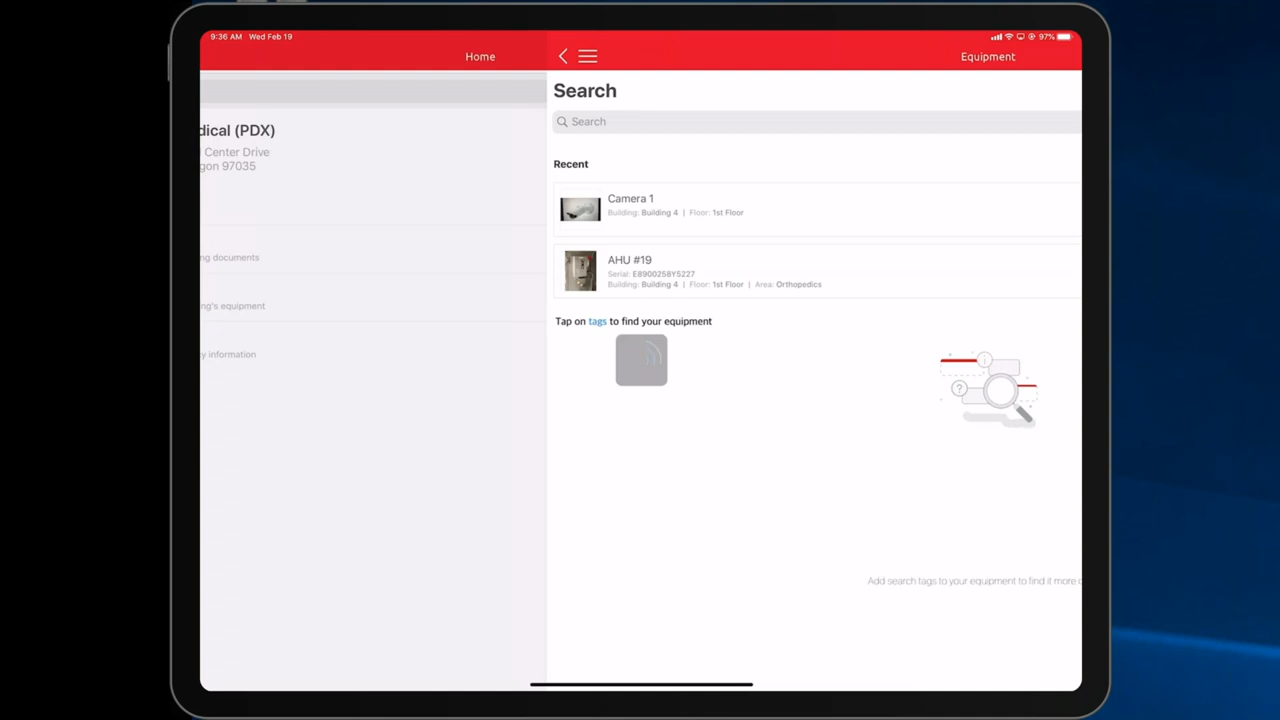 9:36 AM Wed Feb 19
97%
Home
Equipment
dical (PDX)
Center Drive
gon 97035
ng documents
ng's equipment
y information
Search
Search
Recent
Camera 1
Building: Building 4 | Floor: 1st Floor
AHU #19
Serial: E8900258Y5227
Building: Building 4 | Floor: 1st Floor | Area: Orthopedics
Tap on tags to find your equipment
Add search tags to your equipment to find it more